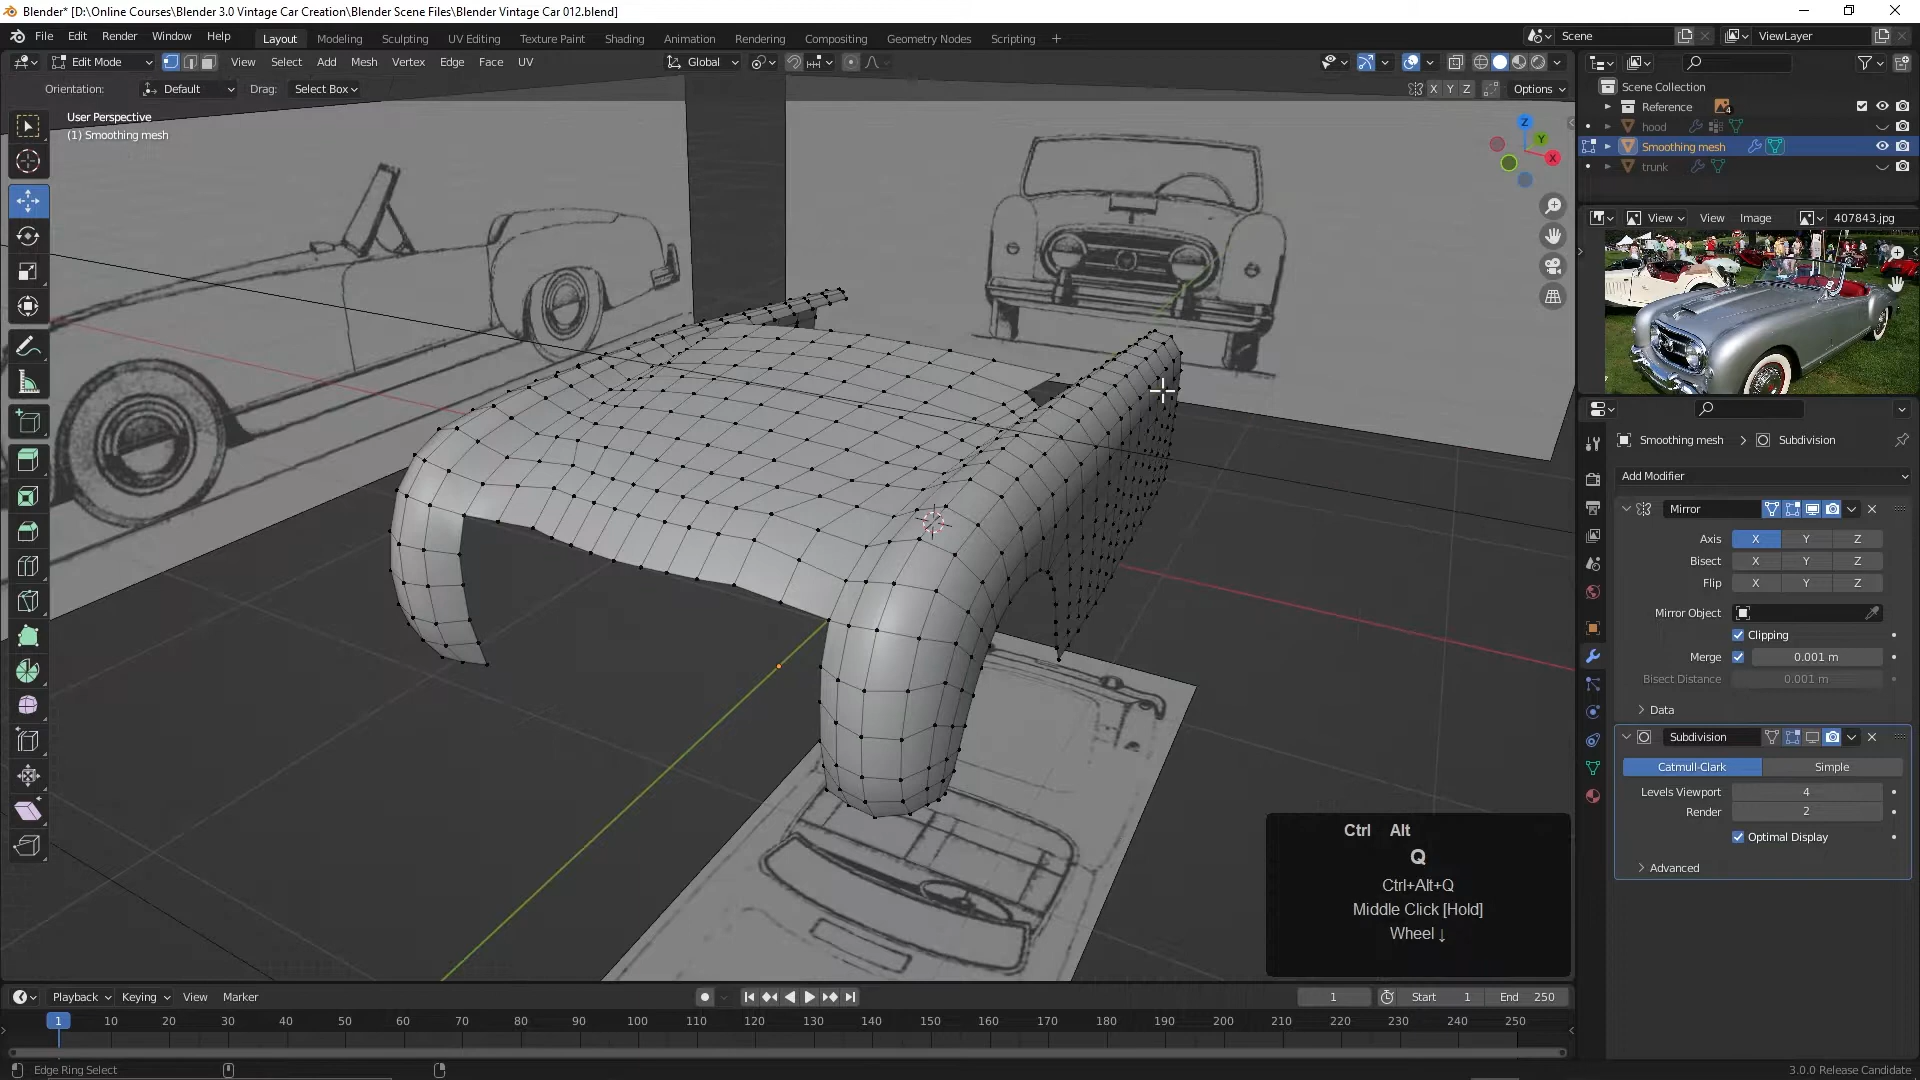 Blender* [D:\Online Courses\Blender 3.0 Vintage Car Creation\Blender Scene Files\Blender Vintage Car 012.blend]
File Edit Render Window Help Layout Modeling Sculpting UV Editing Texture Paint Shading Animation Rendering Compositing Geometry Nodes Scripting + Scene ViewLayer
Edit Mode View Select Add Mesh Vertex Edge Face UV Global
Orientation: Default Drag: Select Box X Y Z Options
User Perspective
(1) Smoothing mesh
Z
Y
X
Scene Collection
Reference 4
hood
Smoothing mesh
trunk
View View Image 407843.jpg
Smoothing mesh > Subdivision
Add Modifier
Mirror
Axis X Y Z
Bisect X Y Z
Flip X Y Z
Mirror Object
Clipping
Merge 0.001 m
Bisect Distance 0.001 m
Data
Subdivision
Catmull-Clark Simple
Levels Viewport 4
Render 2
Optimal Display
Advanced
Ctrl Alt
Q
Ctrl+Alt+Q
Middle Click [Hold]
Wheel ↓
Playback Keying View Marker 1 Start 1 End 250
1 10 20 30 40 50 60 70 80 90 100 110 120 130 140 150 160 170 180 190 200 210 220 230 240 250
Edge Ring Select
3.0.0 Release Candidate